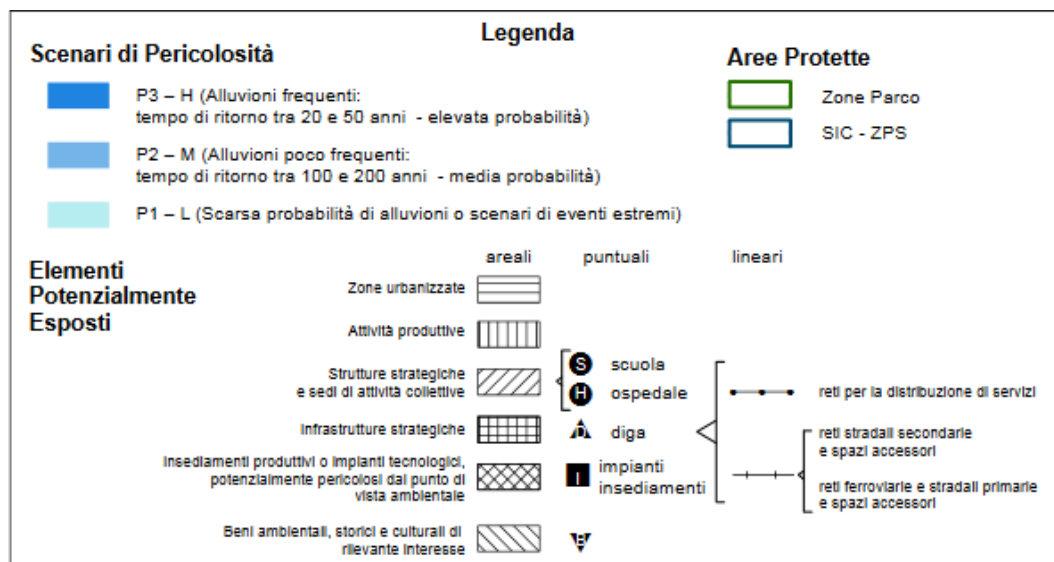 Legenda
Scenari di Pericolosità
P3 – H (Alluvioni frequenti:
tempo di ritorno tra 20 e 50 anni - elevata probabilità)
P2 – M (Alluvioni poco frequenti:
tempo di ritorno tra 100 e 200 anni - media probabilità)
P1 – L (Scarsa probabilità di alluvioni o scenari di eventi estremi)
Aree Protette
Zone Parco
SIC - ZPS
Elementi
Potenzialmente
Esposti
areali puntuali lineari
Zone urbanizzate
Attività produttive
Strutture strategiche
e sedi di attività collettive
S scuola
H ospedale
Infrastrutture strategiche
D diga
Insediamenti produttivi o impianti tecnologici,
potenzialmente pericolosi dal punto di
vista ambientale
I impianti
insediamenti
Beni ambientali, storici e culturali di
rilevante interesse
reti per la distribuzione di servizi
reti stradali secondarie
e spazi accessori
reti ferroviarie e stradali primarie
e spazi accessori